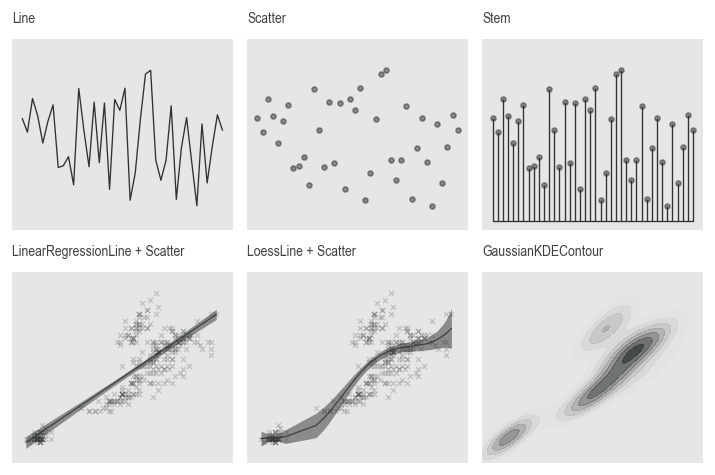 Line
Scatter
Stem
LinearRegressionLine + Scatter
LoessLine + Scatter
GaussianKDEContour